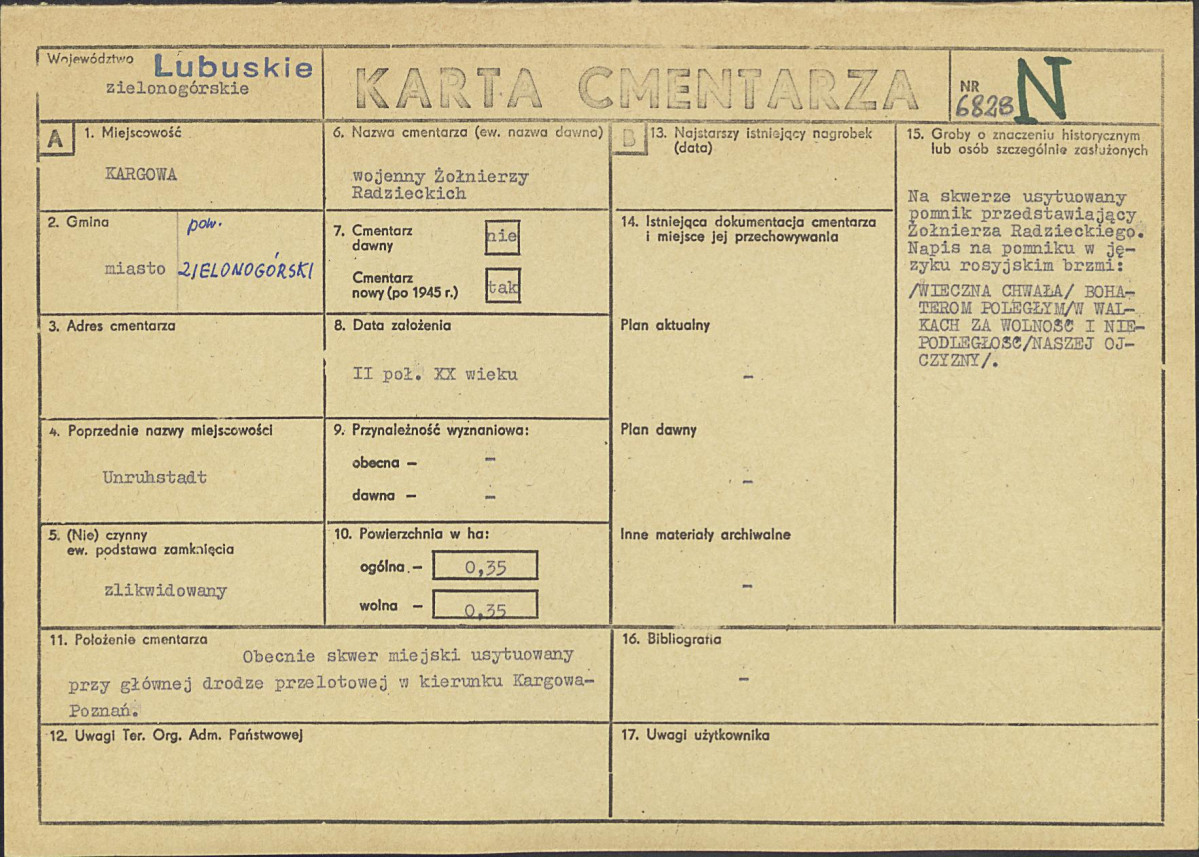 Województwo Lubuskie
zielonogórskie
KARTA CMENTARZA
NR
6823 N
A
1. Miejscowość
KARGOWA
2. Gmina
pow.
miasto ZIELONOGÓRSKI
3. Adres cmentarza
4. Poprzednie nazwy miejscowości
Unruhstadt
5. (Nie) czynny
ew. podstawa zamknięcia
zlikwidowany
6. Nazwa cmentarza (ew. nazwa dawna)
wojenny Żołnierzy
Radzieckich
7. Cmentarz
dawny
nie
Cmentarz
nowy (po 1945 r.)
tak
8. Data założenia
II poł. XX wieku
9. Przynależność wyznaniowa:
obecna — –
dawna — –
10. Powierzchnia w ha:
ogólna — 0,35
wolna — 0,35
11. Położenie cmentarza
Obecnie skwer miejski usytuowany
przy głównej drodze przelotowej w kierunku Kargowa-
Poznań.
12. Uwagi Ter. Org. Adm. Państwowej
B
13. Najstarszy istniejący nagrobek
(data)
14. Istniejąca dokumentacja cmentarza
i miejsce jej przechowywania
Plan aktualny
–
Plan dawny
–
Inne materiały archiwalne
–
15. Groby o znaczeniu historycznym
lub osób szczególnie zasłużonych
Na skwerze usytuowany
pomnik przedstawiający
Żołnierza Radzieckiego.
Napis na pomniku w ję-
zyku rosyjskim brzmi:
/WIECZNA CHWAŁA/ BOHA-
TEROM POLEGŁYM/W WAL-
KACH ZA WOLNOŚĆ I NIE-
PODLEGŁOŚĆ/NASZEJ OJ-
CZYZNY/.
16. Bibliografia
–
17. Uwagi użytkownika